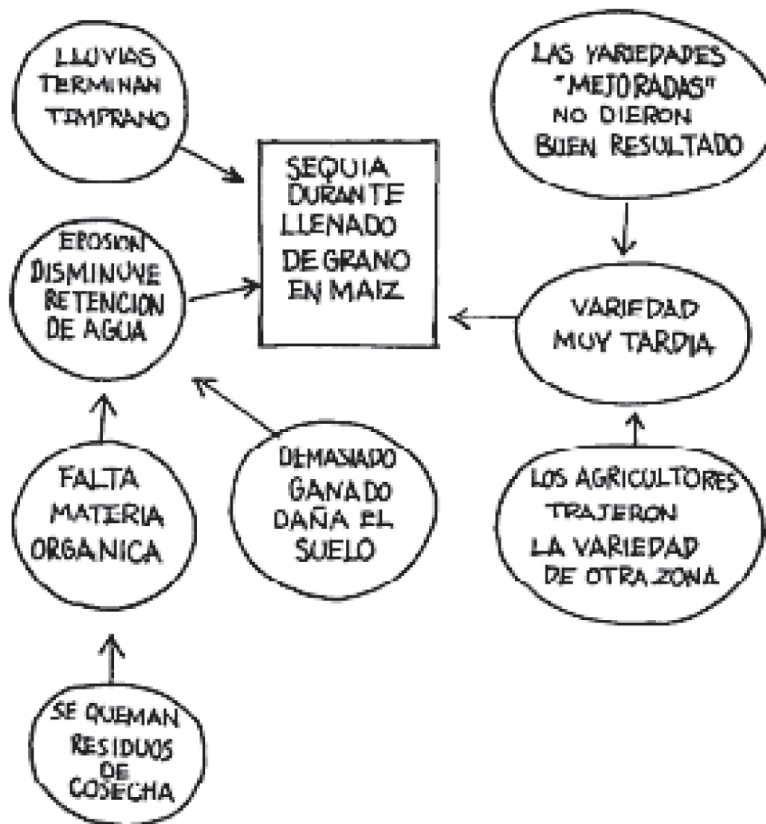 LLUVIAS
TERMINAN
TEMPRANO
SEQUIA
DURANTE
LLENADO
DE GRANO
EN MAIZ
LAS VARIEDADES
"MEJORADAS"
NO DIERON
BUEN RESULTADO
EROSION
DISMINUYE
RETENCION
DE AGUA
VARIEDAD
MUY TARDIA
FALTA
MATERIA
ORGANICA
DEMASIADO
GANADO
DAÑA EL
SUELO
LOS AGRICULTORES
TRAJERON
LA VARIEDAD
DE OTRA ZONA
SE QUEMAN
RESIDUOS
DE
COSECHA